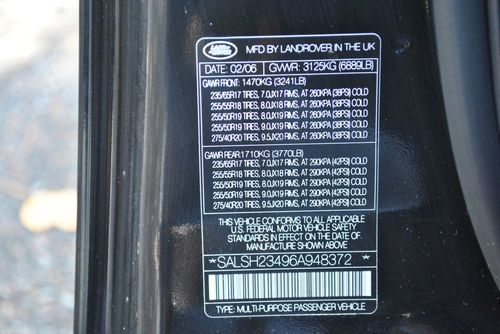 LAND ROVER
MFD BY LANDROVER IN THE UK
DATE: 02/06 GVWR: 3125KG (6889LB)
GAWR FRONT: 1470KG (3241LB)
235/65R17 TIRES, 7.0JX17 RIMS, AT 260KPA (38PSI) COLD
255/55R18 TIRES, 8.0JX18 RIMS, AT 260KPA (38PSI) COLD
255/50R19 TIRES, 8.0JX19 RIMS, AT 260KPA (38PSI) COLD
255/50R19 TIRES, 9.0JX19 RIMS, AT 260KPA (38PSI) COLD
275/40R20 TIRES, 9.5JX20 RIMS, AT 260KPA (38PSI) COLD
GAWR REAR 1710KG (3770LB)
235/65R17 TIRES, 7.0JX17 RIMS, AT 290KPA (42PSI) COLD
255/55R18 TIRES, 8.0JX18 RIMS, AT 290KPA (42PSI) COLD
255/50R19 TIRES, 8.0JX19 RIMS, AT 290KPA (42PSI) COLD
255/50R19 TIRES, 9.0JX19 RIMS, AT 290KPA (42PSI) COLD
275/40R20 TIRES, 9.5JX20 RIMS, AT 290KPA (42PSI) COLD
THIS VEHICLE CONFORMS TO ALL APPLICABLE
U.S. FEDERAL MOTOR VEHICLE SAFETY
STANDARDS IN EFFECT ON THE DATE OF
MANUFACTURE SHOWN ABOVE
*SALSH23496A948372*
TYPE: MULTI-PURPOSE PASSENGER VEHICLE